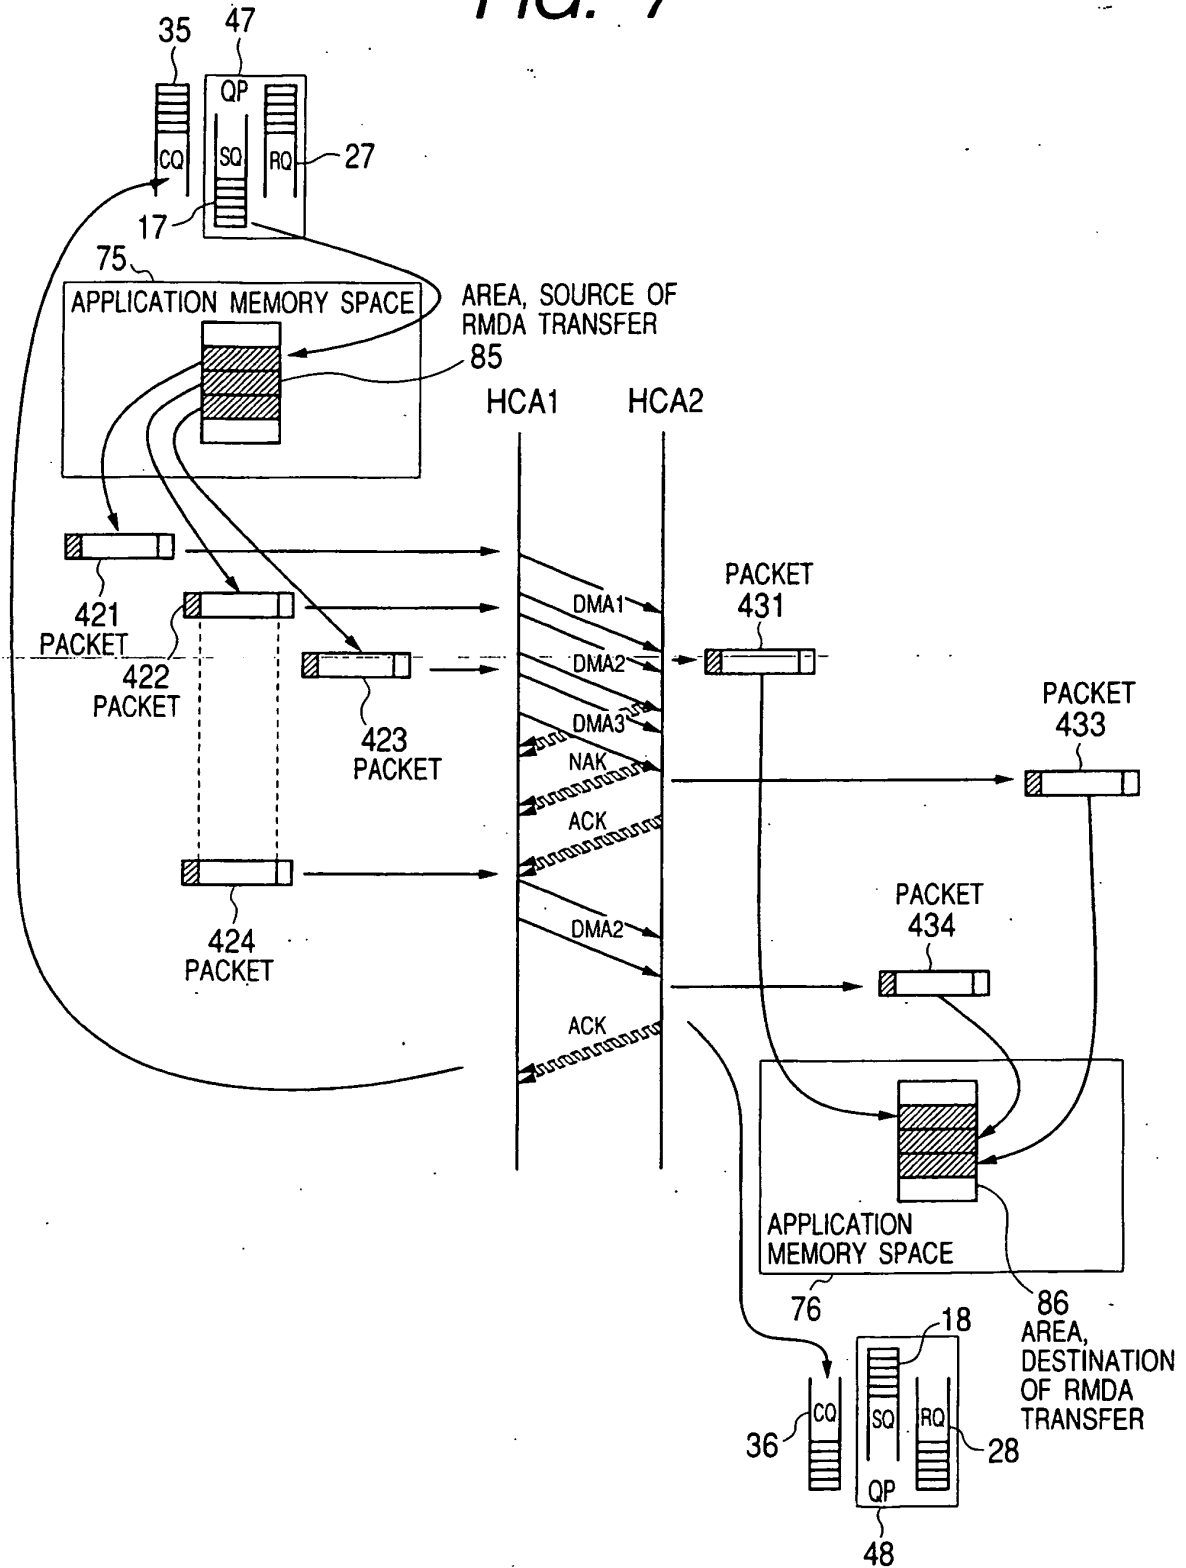 FIG. 7
35
47
QP
CQ
SQ
RQ
27
17
75
APPLICATION MEMORY SPACE
AREA, SOURCE OF
RMDA TRANSFER
85
HCA1
HCA2
421
PACKET
422
PACKET
423
PACKET
424
PACKET
DMA1
DMA2
DMA3
NAK
ACK
DMA2
ACK
PACKET
431
PACKET
433
PACKET
434
APPLICATION
MEMORY SPACE
76
86
AREA,
DESTINATION
OF RMDA
TRANSFER
18
CQ
SQ
RQ
36
28
QP
48